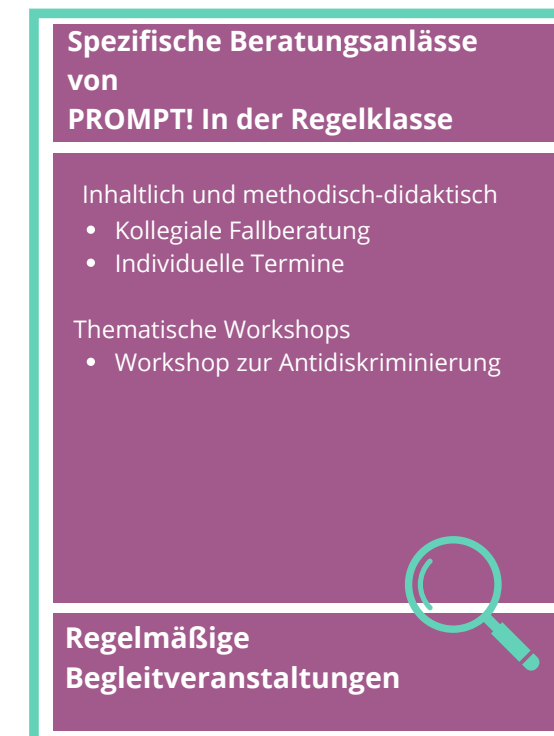 Spezifische Beratungsanlässe
von
PROMPT! In der Regelklasse
Inhaltlich und methodisch-didaktisch
• Kollegiale Fallberatung
• Individuelle Termine
Thematische Workshops
• Workshop zur Antidiskriminierung
Regelmäßige
Begleitveranstaltungen